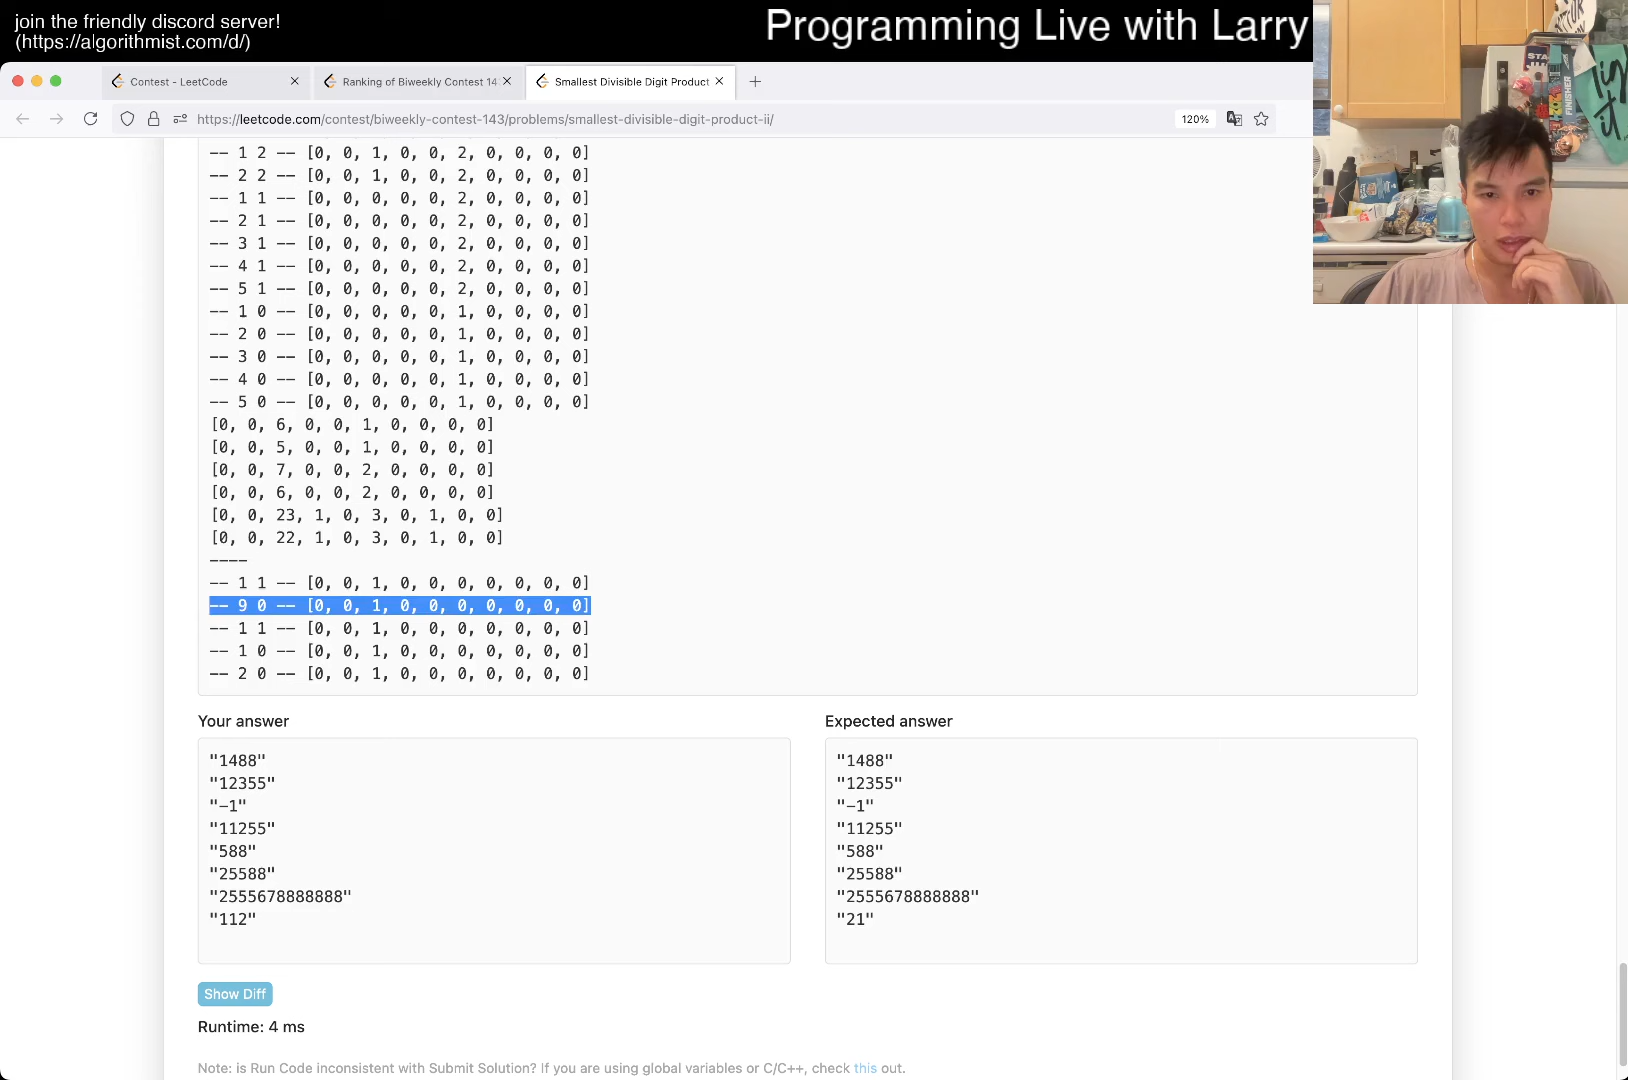 join the friendly discord server!
(https://algorithmist.com/d/)
Programming Live with Larry
Contest - LeetCode
Ranking of Biweekly Contest 14
Smallest Divisible Digit Product
https://leetcode.com/contest/biweekly-contest-143/problems/smallest-divisible-digit-product-ii/
120%
-- 1 2 -- [0, 0, 1, 0, 0, 2, 0, 0, 0, 0]
-- 2 2 -- [0, 0, 1, 0, 0, 2, 0, 0, 0, 0]
-- 1 1 -- [0, 0, 0, 0, 0, 2, 0, 0, 0, 0]
-- 2 1 -- [0, 0, 0, 0, 0, 2, 0, 0, 0, 0]
-- 3 1 -- [0, 0, 0, 0, 0, 2, 0, 0, 0, 0]
-- 4 1 -- [0, 0, 0, 0, 0, 2, 0, 0, 0, 0]
-- 5 1 -- [0, 0, 0, 0, 0, 2, 0, 0, 0, 0]
-- 1 0 -- [0, 0, 0, 0, 0, 1, 0, 0, 0, 0]
-- 2 0 -- [0, 0, 0, 0, 0, 1, 0, 0, 0, 0]
-- 3 0 -- [0, 0, 0, 0, 0, 1, 0, 0, 0, 0]
-- 4 0 -- [0, 0, 0, 0, 0, 1, 0, 0, 0, 0]
-- 5 0 -- [0, 0, 0, 0, 0, 1, 0, 0, 0, 0]
[0, 0, 6, 0, 0, 1, 0, 0, 0, 0]
[0, 0, 5, 0, 0, 1, 0, 0, 0, 0]
[0, 0, 7, 0, 0, 2, 0, 0, 0, 0]
[0, 0, 6, 0, 0, 2, 0, 0, 0, 0]
[0, 0, 23, 1, 0, 3, 0, 1, 0, 0]
[0, 0, 22, 1, 0, 3, 0, 1, 0, 0]
----
-- 1 1 -- [0, 0, 1, 0, 0, 0, 0, 0, 0, 0]
-- 9 0 -- [0, 0, 1, 0, 0, 0, 0, 0, 0, 0]
-- 1 1 -- [0, 0, 1, 0, 0, 0, 0, 0, 0, 0]
-- 1 0 -- [0, 0, 1, 0, 0, 0, 0, 0, 0, 0]
-- 2 0 -- [0, 0, 1, 0, 0, 0, 0, 0, 0, 0]
Your answer
"1488"
"12355"
"-1"
"11255"
"588"
"25588"
"2555678888888"
"112"
Expected answer
"1488"
"12355"
"-1"
"11255"
"588"
"25588"
"2555678888888"
"21"
Show Diff
Runtime: 4 ms
Note: is Run Code inconsistent with Submit Solution? If you are using global variables or C/C++, check this out.